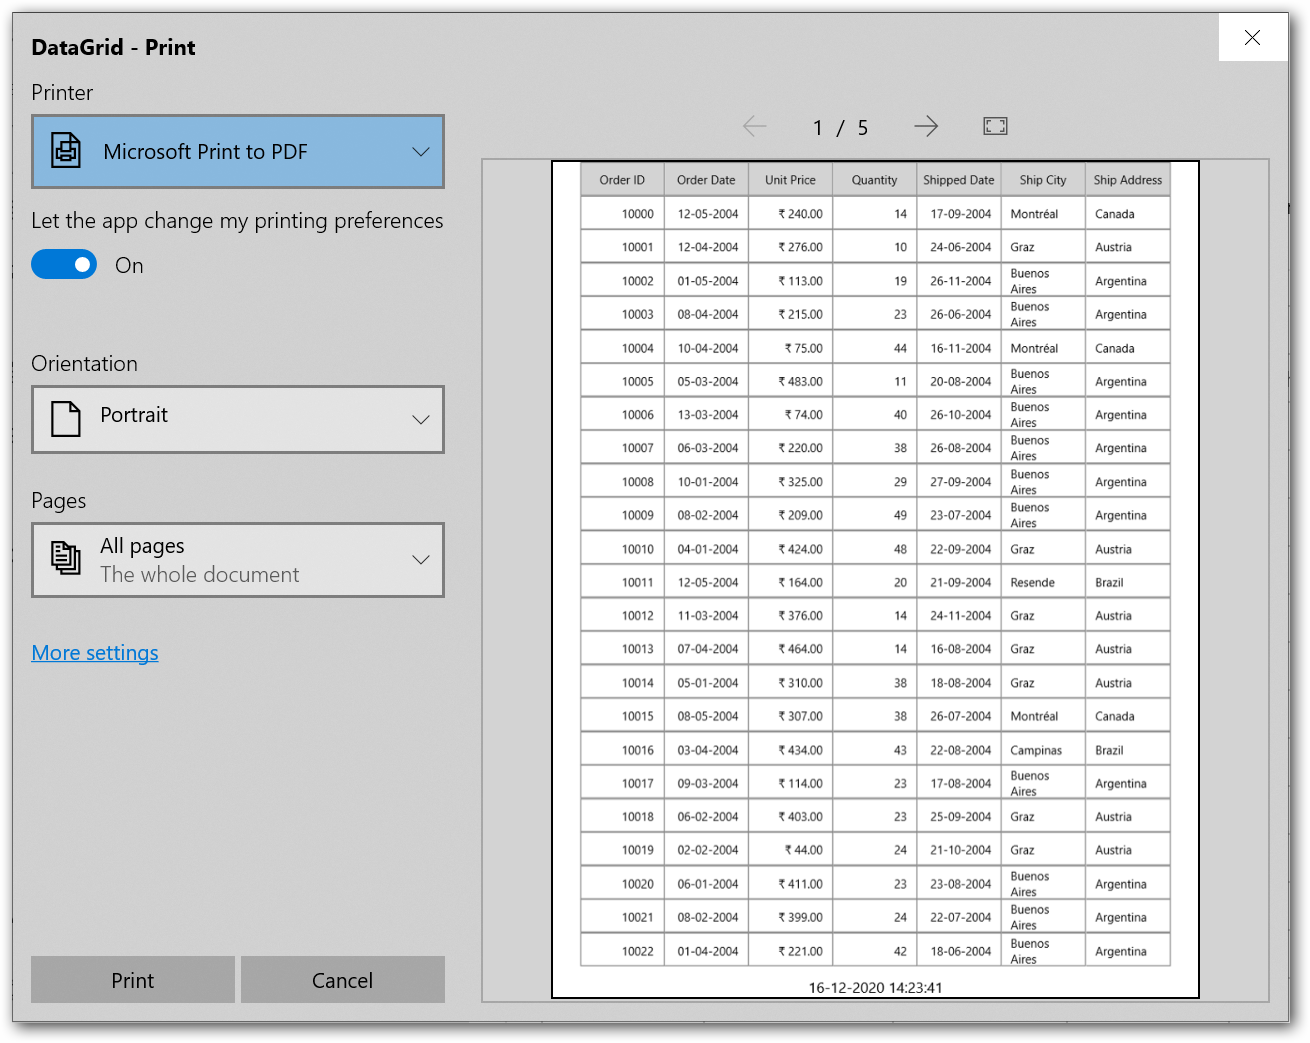 DataGrid - Print
Printer
Microsoft Print to PDF
Let the app change my printing preferences
On
Orientation
Portrait
Pages
All pages
The whole document
More settings
Print Cancel
1 / 5
Order ID Order Date Unit Price Quantity Shipped Date Ship City Ship Address
10000 12-05-2004 ₹ 240.00 14 17-09-2004 Montréal Canada
10001 12-04-2004 ₹ 276.00 10 24-06-2004 Graz Austria
10002 01-05-2004 ₹ 113.00 19 26-11-2004 Buenos Aires Argentina
10003 08-04-2004 ₹ 215.00 23 26-06-2004 Buenos Aires Argentina
10004 10-04-2004 ₹ 75.00 44 16-11-2004 Montréal Canada
10005 05-03-2004 ₹ 483.00 11 20-08-2004 Buenos Aires Argentina
10006 13-03-2004 ₹ 74.00 40 26-10-2004 Buenos Aires Argentina
10007 06-03-2004 ₹ 220.00 38 26-08-2004 Buenos Aires Argentina
10008 10-01-2004 ₹ 325.00 29 27-09-2004 Buenos Aires Argentina
10009 08-02-2004 ₹ 209.00 49 23-07-2004 Buenos Aires Argentina
10010 04-01-2004 ₹ 424.00 48 22-09-2004 Graz Austria
10011 12-05-2004 ₹ 164.00 20 21-09-2004 Resende Brazil
10012 11-03-2004 ₹ 376.00 14 24-11-2004 Graz Austria
10013 07-04-2004 ₹ 464.00 14 16-08-2004 Graz Austria
10014 05-01-2004 ₹ 310.00 38 18-08-2004 Graz Austria
10015 08-05-2004 ₹ 307.00 38 26-07-2004 Montréal Canada
10016 03-04-2004 ₹ 434.00 43 22-08-2004 Campinas Brazil
10017 09-03-2004 ₹ 114.00 23 17-08-2004 Buenos Aires Argentina
10018 06-02-2004 ₹ 403.00 23 25-09-2004 Graz Austria
10019 02-02-2004 ₹ 44.00 24 21-10-2004 Graz Austria
10020 06-01-2004 ₹ 411.00 23 23-08-2004 Buenos Aires Argentina
10021 08-02-2004 ₹ 399.00 24 22-07-2004 Buenos Aires Argentina
10022 01-04-2004 ₹ 221.00 42 18-06-2004 Buenos Aires Argentina
16-12-2020 14:23:41